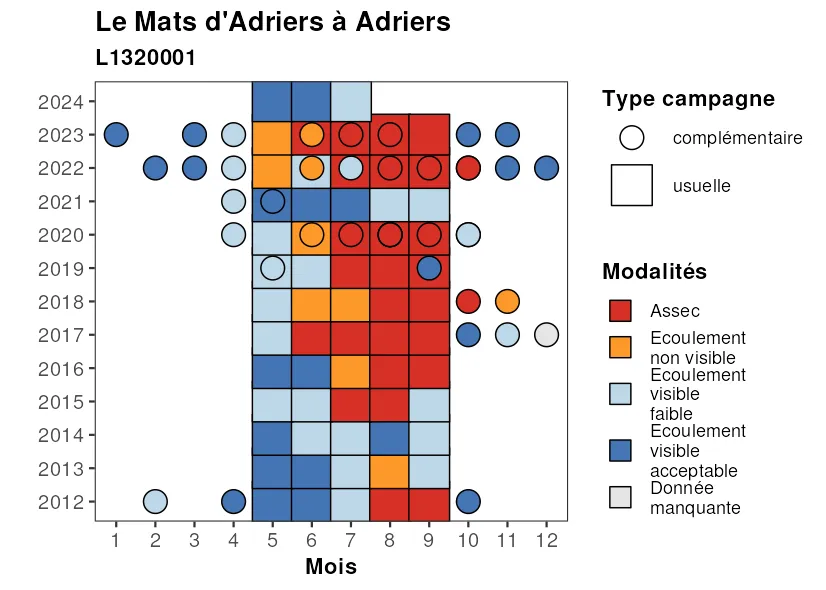 Le Mats d'Adriers à Adriers
L1320001
2024
2023
2022
2021
2020
2019
2018
2017
2016
2015
2014
2013
2012
1 2 3 4 5 6 7 8 9 10 11 12
Mois
Type campagne
complémentaire
usuelle
Modalités
Assec
Ecoulement
non visible
Ecoulement
visible
faible
Ecoulement
visible
acceptable
Donnée
manquante